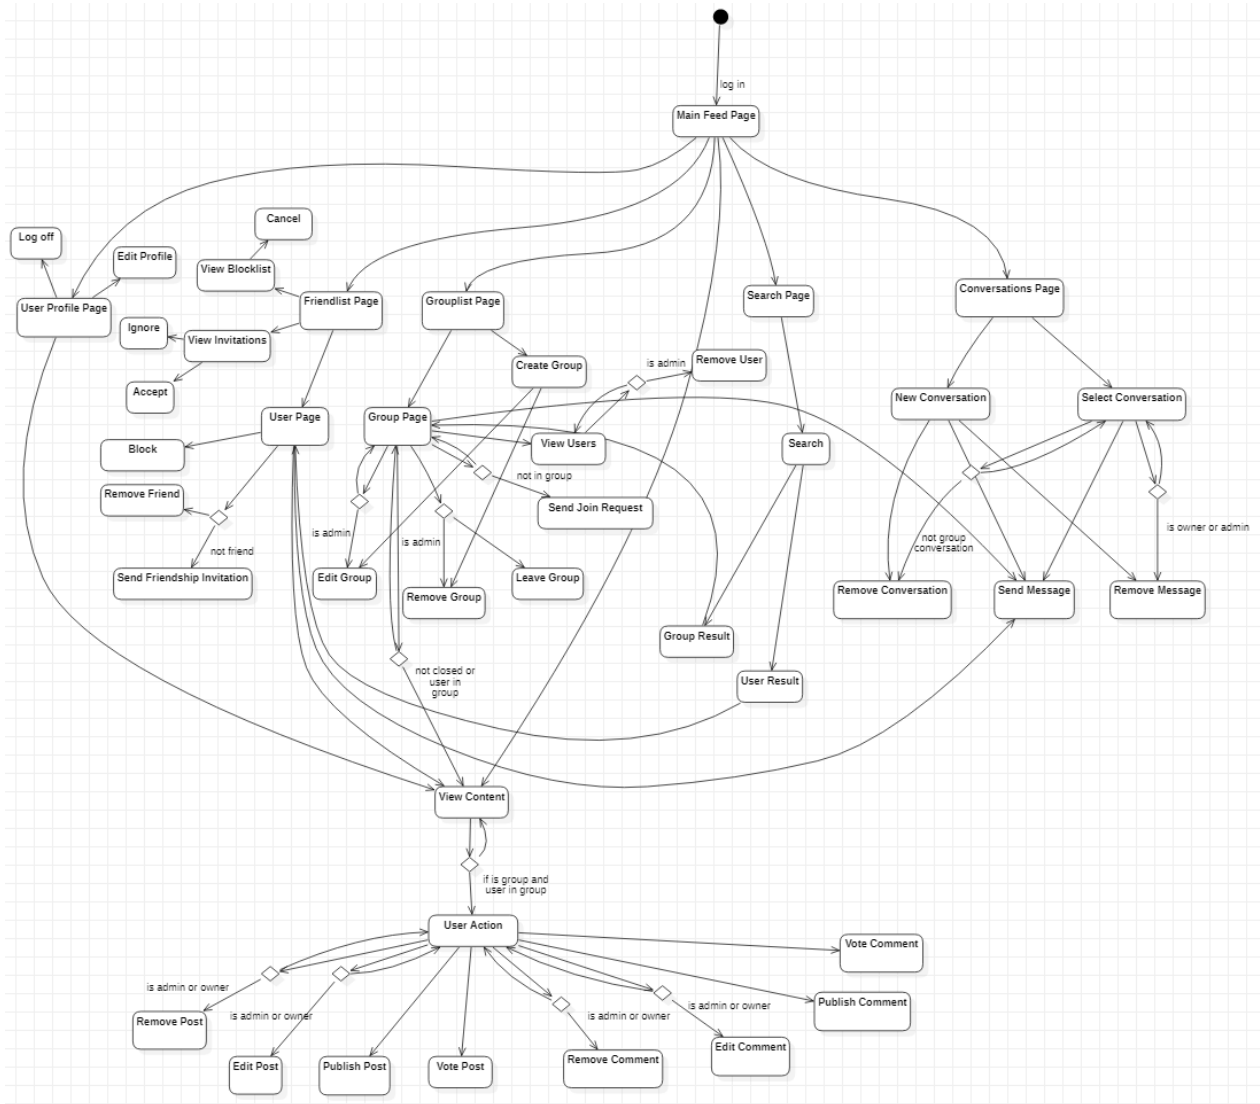 log in
Main Feed Page
Cancel
Log off
Edit Profile
View Blocklist
User Profile Page
Friendlist Page
Grouplist Page
Search Page
Conversations Page
Ignore
View Invitations
Create Group
is admin
Remove User
Accept
New Conversation
Select Conversation
User Page
Group Page
View Users
Search
Block
Remove Friend
not in group
Send Join Request
not friend
is admin
is admin
not group
conversation
is owner or admin
Send Friendship Invitation
Edit Group
Remove Group
Leave Group
Remove Conversation
Send Message
Remove Message
Group Result
not closed or
user in
group
User Result
View Content
if is group and
user in group
User Action
Vote Comment
is admin or owner
Remove Post
is admin or owner
is admin or owner
is admin or owner
Publish Comment
Edit Post
Publish Post
Vote Post
Remove Comment
Edit Comment